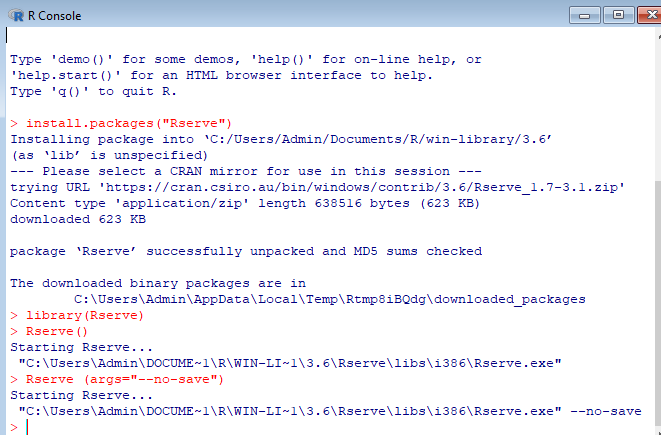 R Console
Type 'demo()' for some demos, 'help()' for on-line help, or
'help.start()' for an HTML browser interface to help.
Type 'q()' to quit R.
> install.packages("Rserve")
Installing package into ‘C:/Users/Admin/Documents/R/win-library/3.6’
(as ‘lib’ is unspecified)
--- Please select a CRAN mirror for use in this session ---
trying URL 'https://cran.csiro.au/bin/windows/contrib/3.6/Rserve_1.7-3.1.zip'
Content type 'application/zip' length 638516 bytes (623 KB)
downloaded 623 KB
package ‘Rserve’ successfully unpacked and MD5 sums checked
The downloaded binary packages are in
C:\Users\Admin\AppData\Local\Temp\Rtmp8iBQdg\downloaded_packages
> library(Rserve)
> Rserve()
Starting Rserve...
"C:\Users\Admin\DOCUME~1\R\WIN-LI~1\3.6\Rserve\libs\i386\Rserve.exe"
> Rserve (args="--no-save")
Starting Rserve...
"C:\Users\Admin\DOCUME~1\R\WIN-LI~1\3.6\Rserve\libs\i386\Rserve.exe" --no-save
>